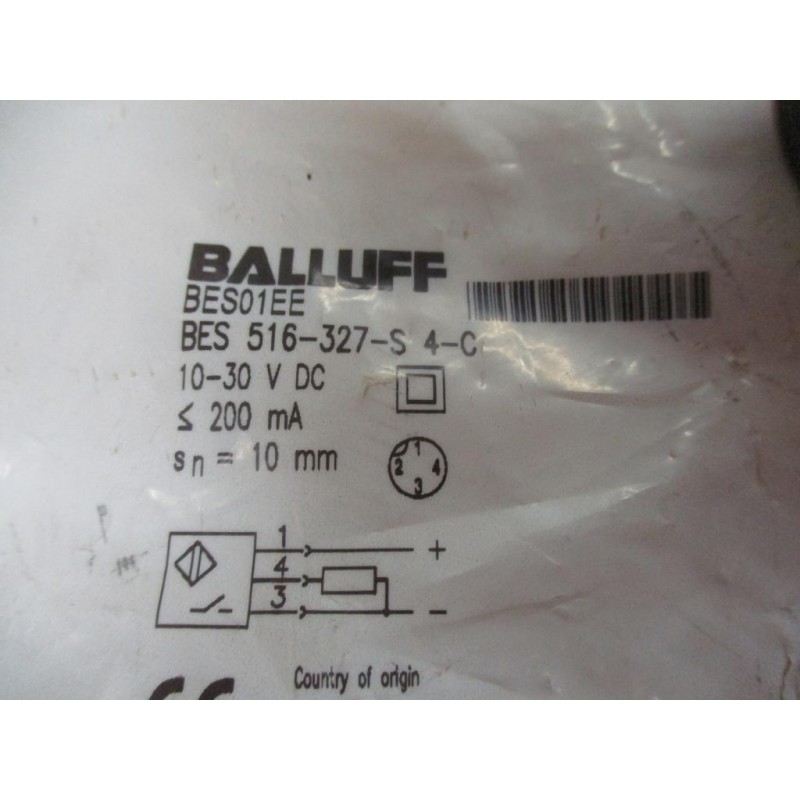 BALLUFF
BES01EE
BES 516-327-S 4-C
10-30 V DC
≤ 200 mA
sn = 10 mm
1
2 4
3
1 +
4
3 −
Country of origin
CE